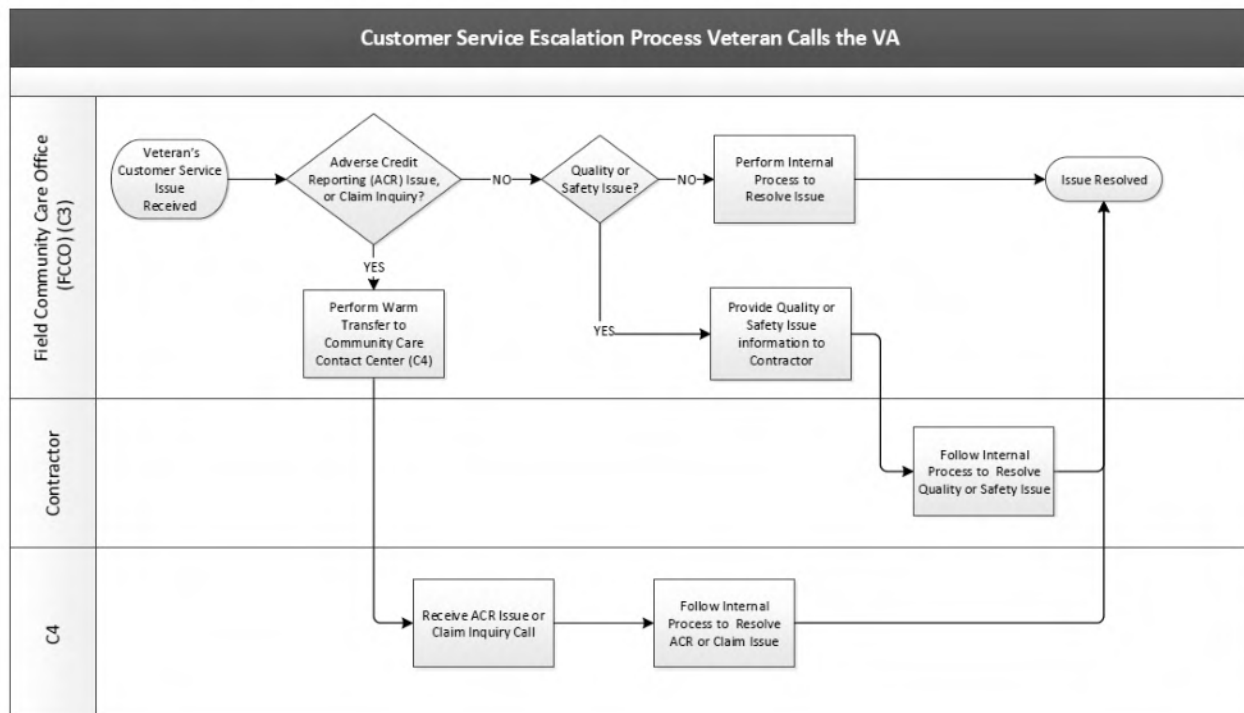 Customer Service Escalation Process Veteran Calls the VA
Field Community Care Office
(FCCO) (C3)
Veteran's
Customer Service
Issue
Received
Adverse Credit
Reporting (ACR) Issue,
or Claim Inquiry?
NO
Quality or
Safety Issue?
NO
Perform Internal
Process to
Resolve Issue
Issue Resolved
YES
Perform Warm
Transfer to
Community Care
Contact Center (C4)
YES
Provide Quality or
Safety Issue
information to
Contractor
Contractor
Follow Internal
Process to Resolve
Quality or Safety Issue
C4
Receive ACR Issue or
Claim Inquiry Call
Follow Internal
Process to Resolve
ACR or Claim Issue